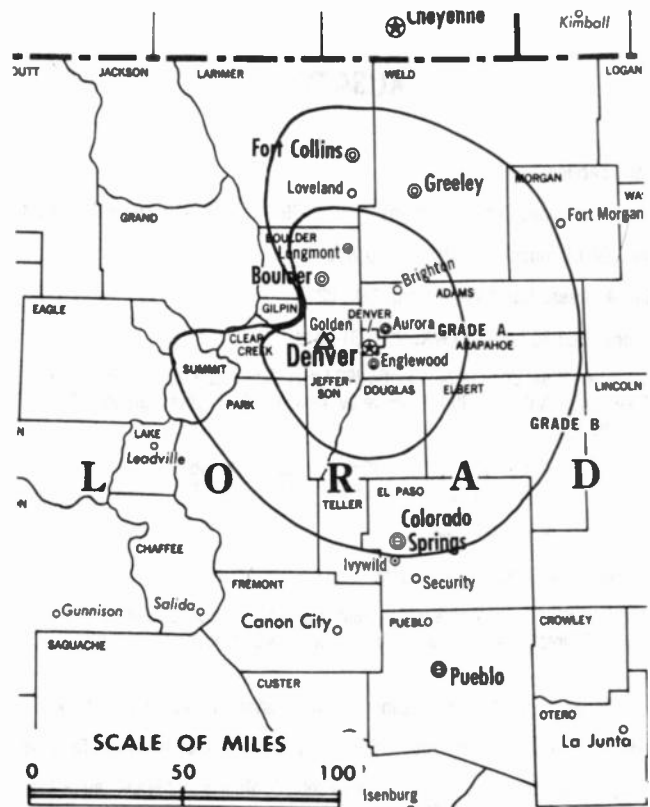 Cheyenne
Kimball
OUTT
JACKSON
LARIMER
WELD
LOGAN
Fort Collins
Loveland
Greeley
MORGAN
WA
Fort Morgan
GRAND
BOULDER
Longmont
Boulder
Brighton
ADAMS
EAGLE
GILPIN
CLEAR
CREEK
Golden
DENVER
Aurora
GRADE A
ARAPAHOE
Denver
Englewood
SUMMIT
PARK
JEFFER-
SON
DOUGLAS
ELBERT
LINCOLN
GRADE B
LAKE
Leadville
L O R A D
TELLER
EL PASO
Colorado
Springs
Ivywild
Security
CHAFFEE
FREMONT
Gunnison
Salida
Canon City
PUEBLO
CROWLEY
SAGUACHE
Pueblo
CUSTER
OTERO
La Junta
SCALE OF MILES
0 50 100
lsenburg